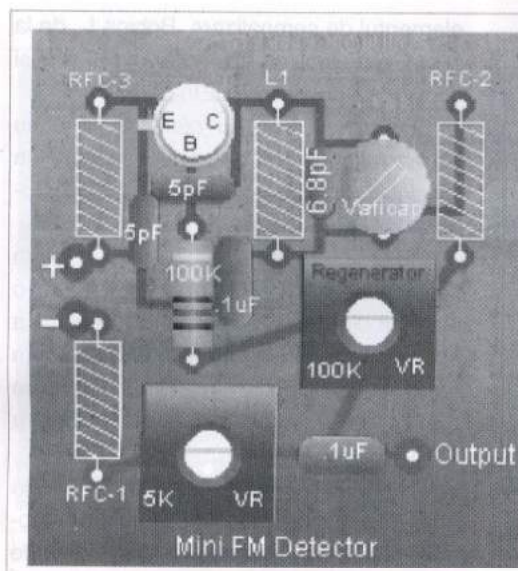 RFC-3
L1
RFC-2
E C
B
5pF
6.8pF
5pF
Varicap
+
100K
Regenerator
.1uF
-
100K VR
.1uF
Output
RFC-1
5K VR
Mini FM Detector